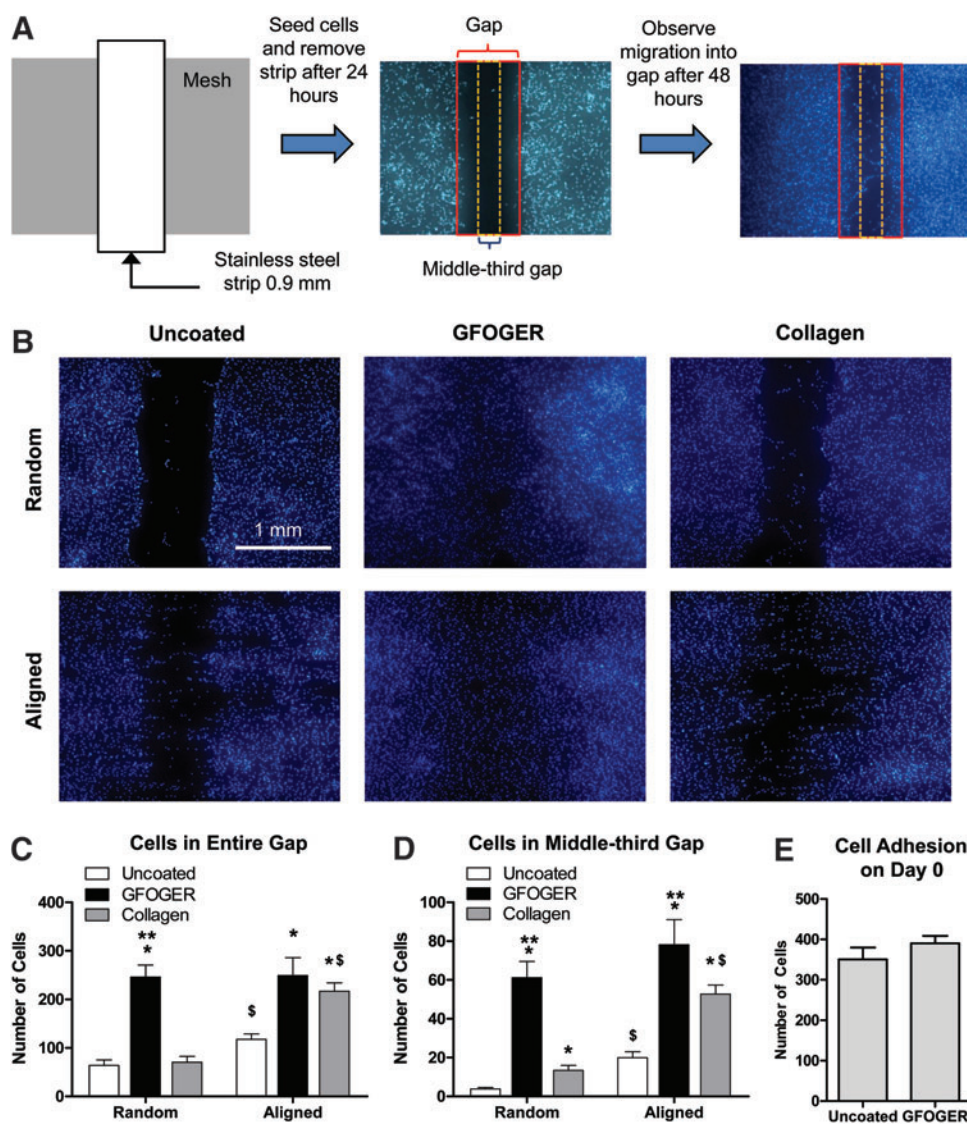 A
Mesh
Stainless steel
strip 0.9 mm
Seed cells
and remove
strip after 24
hours
Gap
Middle-third gap
Observe
migration into
gap after 48
hours
B
Uncoated
GFOGER
Collagen
Random
1 mm
Aligned
C
Cells in Entire Gap
Uncoated
GFOGER
Collagen
Number of Cells
400
300
200
100
0
**
*
$
*
* $
Random
Aligned
D
Cells in Middle-third Gap
Uncoated
GFOGER
Collagen
Number of Cells
100
80
60
40
20
0
**
*
*
$
**
*
* $
Random
Aligned
E
Cell Adhesion
on Day 0
Number of Cells
500
400
300
200
100
0
Uncoated
GFOGER